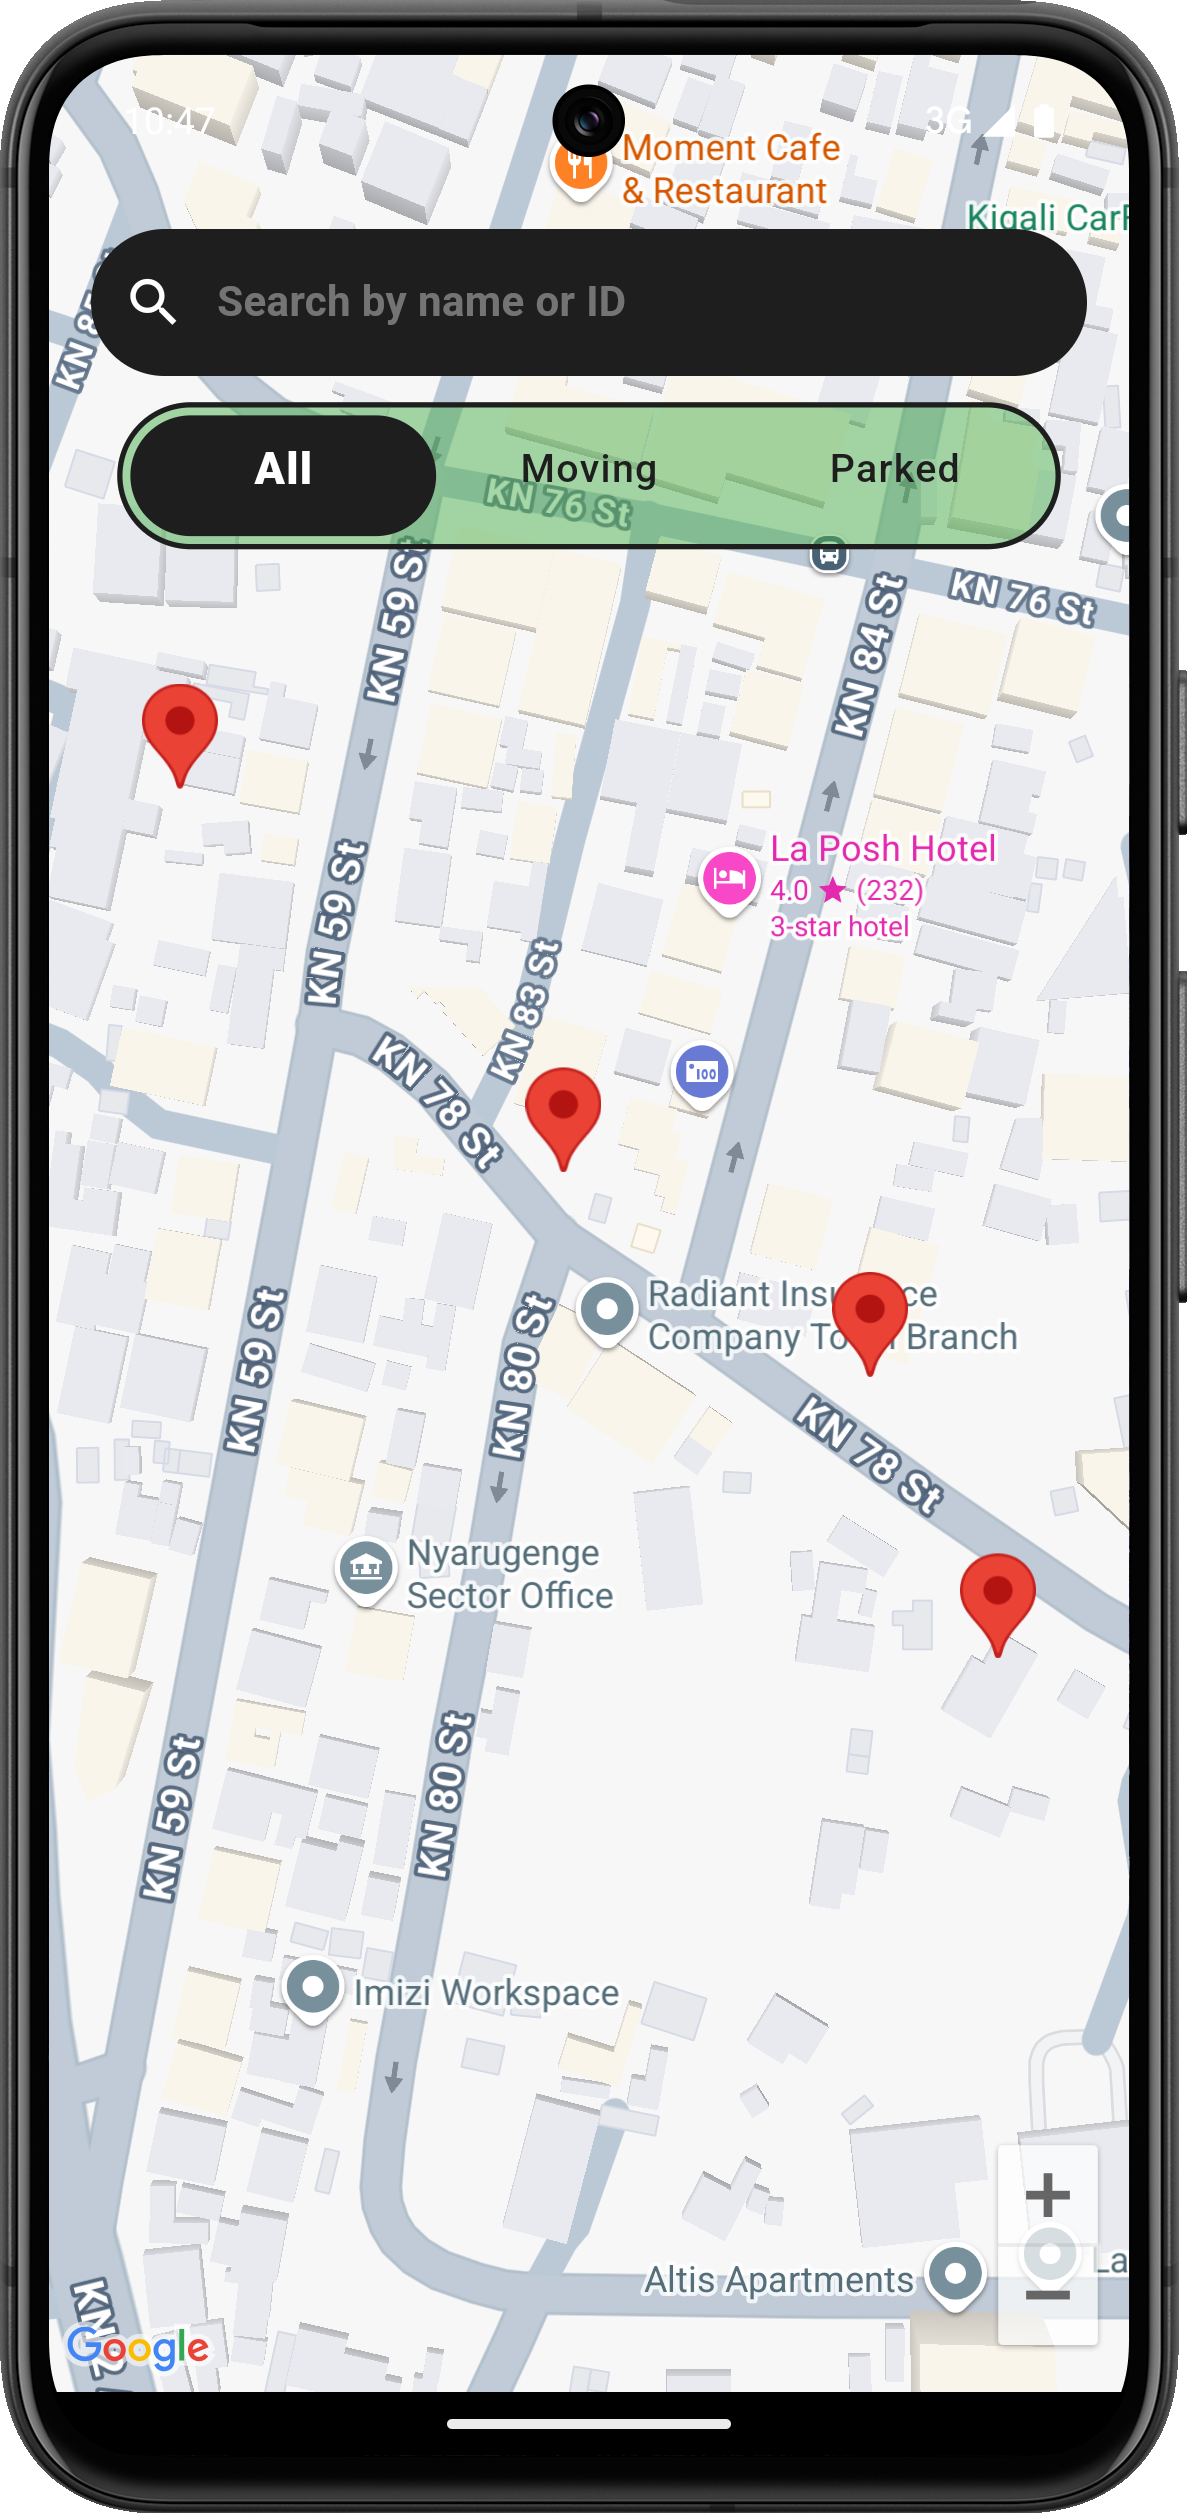 10:47
3G
Moment Cafe
& Restaurant
Kigali CarF
Search by name or ID
All
Moving
Parked
KN 76 St
KN 76 St
KN 59 St
KN 84 St
La Posh Hotel
4.0 ★ (232)
3-star hotel
KN 59 St
KN 83 St
KN 78 St
100
Radiant Insu ce
Company To Branch
KN 59 St
KN 80 St
KN 78 St
Nyarugenge
Sector Office
KN 59 St
KN 80 St
Imizi Workspace
Altis Apartments
La
Google